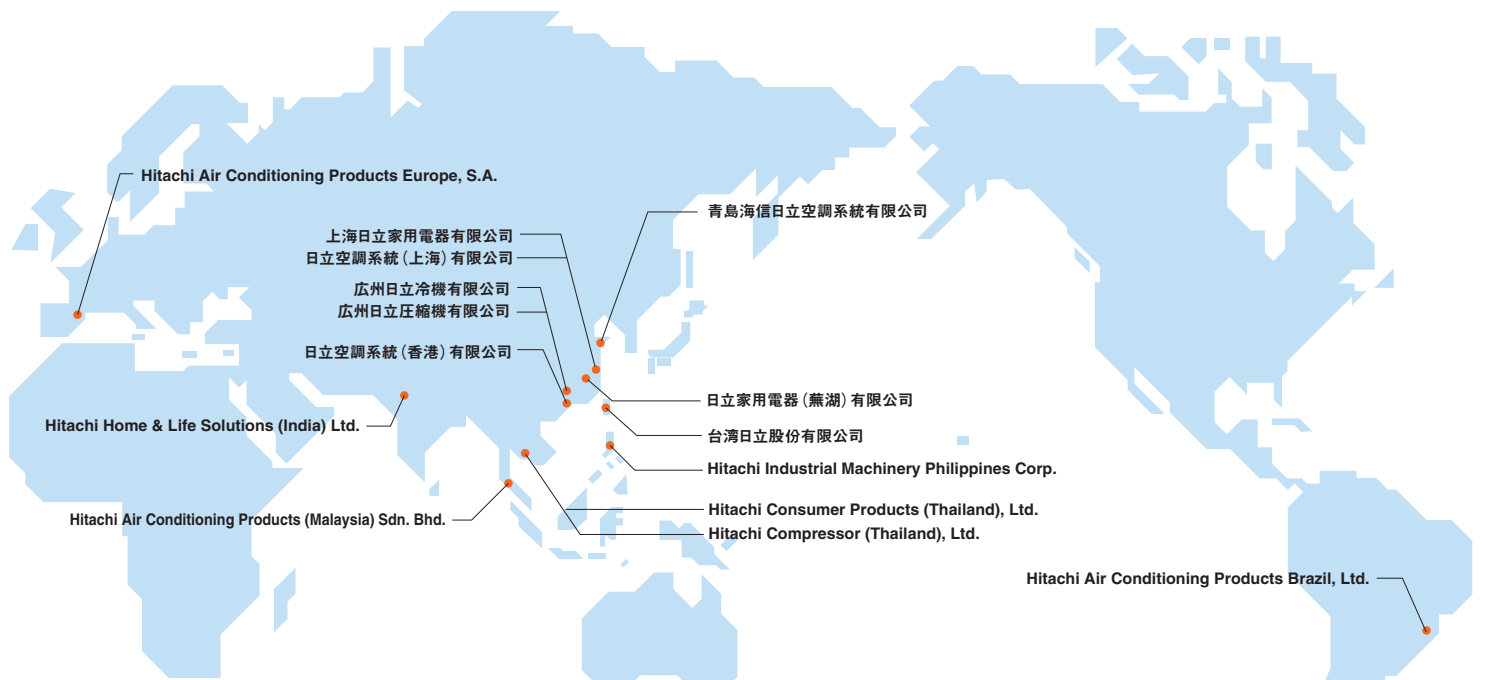 Hitachi Air Conditioning Products Europe, S.A.
青島海信日立空調系統有限公司
上海日立家用電器有限公司
日立空調系統（上海）有限公司
広州日立冷機有限公司
広州日立圧縮機有限公司
日立空調系統（香港）有限公司
日立家用電器（蕪湖）有限公司
Hitachi Home & Life Solutions (India) Ltd.
台湾日立股份有限公司
Hitachi Industrial Machinery Philippines Corp.
Hitachi Consumer Products (Thailand), Ltd.
Hitachi Air Conditioning Products (Malaysia) Sdn. Bhd.
Hitachi Compressor (Thailand), Ltd.
Hitachi Air Conditioning Products Brazil, Ltd.